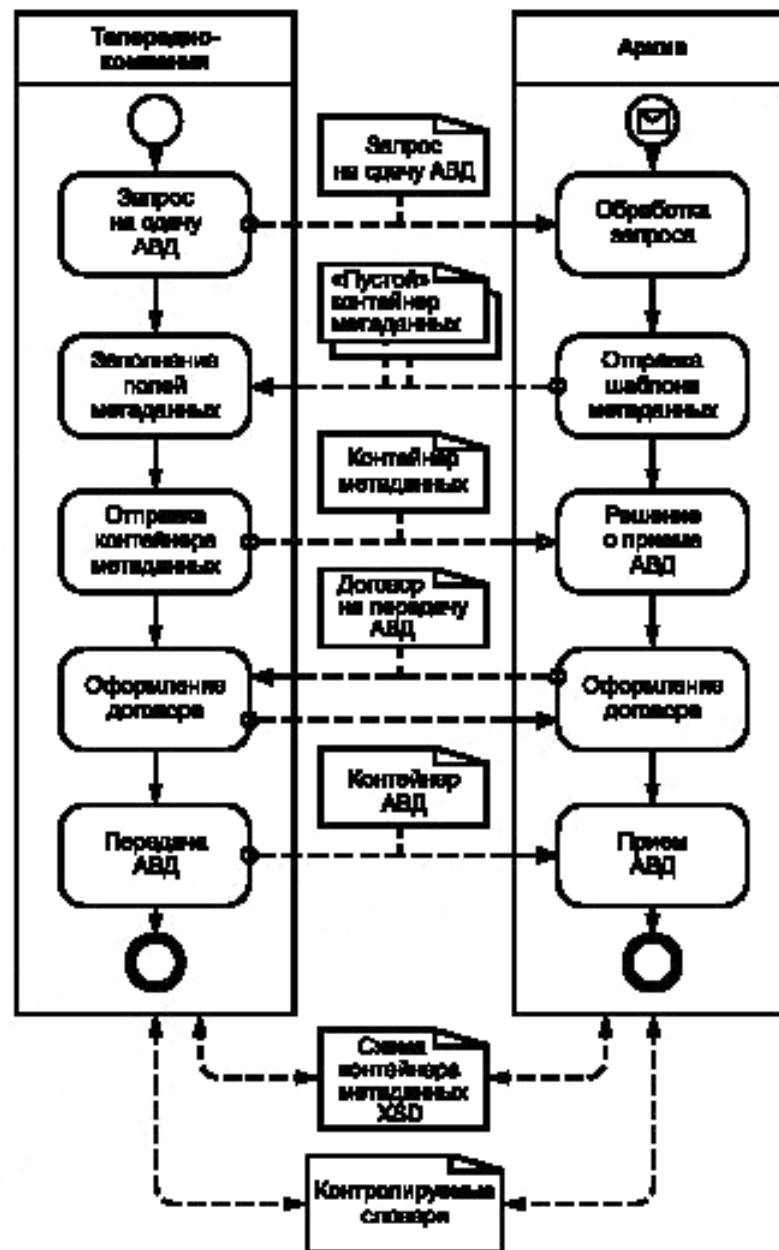 Телерадио-
компания
Архив
Запрос
на сдачу АВД
Запрос
на сдачу
АВД
Обработка
запроса
«Пустой»
контейнер
метаданных
Заполнение
полей
метаданных
Отправка
шаблона
метаданных
Контейнер
метаданных
Отправка
контейнера
метаданных
Решение
о приеме
АВД
Договор
на передачу
АВД
Оформление
договора
Оформление
договора
Контейнер
АВД
Передача
АВД
Прием
АВД
Схема
контейнера
метаданных
XSD
Контролируемые
словари